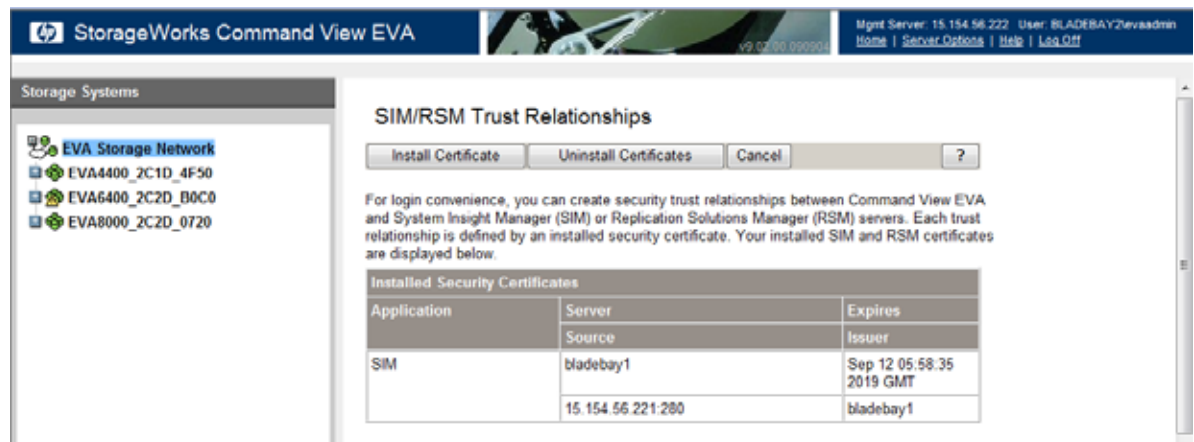 hp StorageWorks Command View EVA
v9.02.00.090904
Mgmt Server: 15.154.56.222 User: BLADEBAY2\evaadmin
Home | Server Options | Help | Log Off
Storage Systems
EVA Storage Network
EVA4400_2C1D_4F50
EVA6400_2C2D_B0C0
EVA8000_2C2D_0720
SIM/RSM Trust Relationships
Install Certificate Uninstall Certificates Cancel ?
For login convenience, you can create security trust relationships between Command View EVA
and System Insight Manager (SIM) or Replication Solutions Manager (RSM) servers. Each trust
relationship is defined by an installed security certificate. Your installed SIM and RSM certificates
are displayed below.
Installed Security Certificates
Application Server Expires
Source Issuer
SIM bladebay1 Sep 12 05:58:35
2019 GMT
15.154.56.221:280 bladebay1